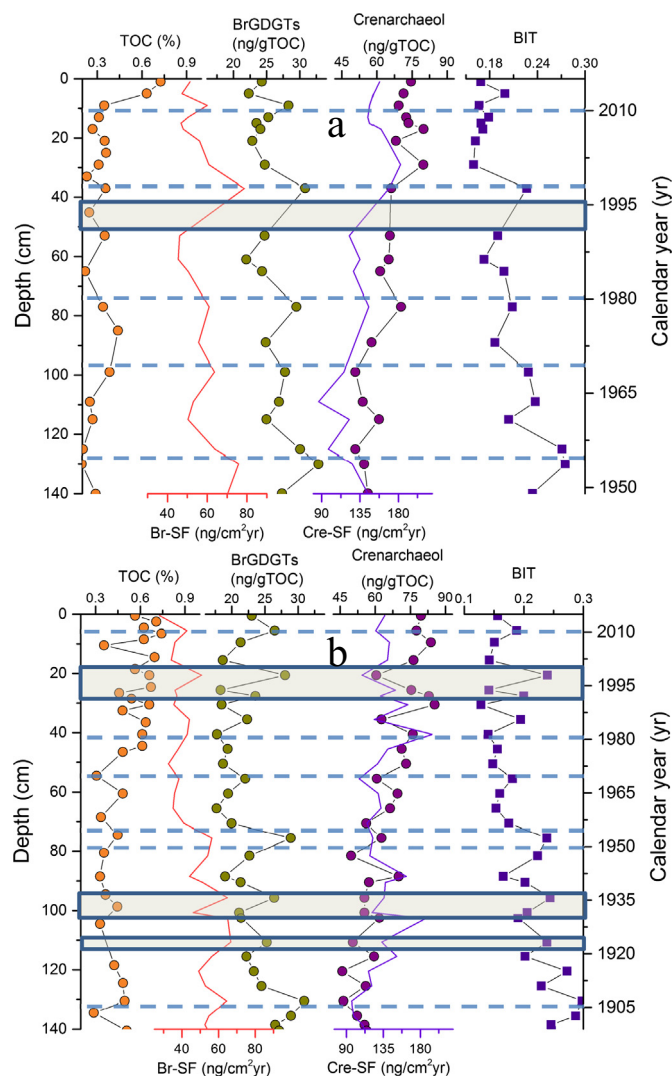 TOC (%) BrGDGTs Crenarchaeol BIT
(ng/gTOC) (ng/gTOC)
0.3 0.6 0.9 20 25 30 45 60 75 90 0.18 0.24 0.30
a
Depth (cm)
0
20
40
60
80
100
120
140
2010
1995
1980
1965
1950
Calendar year (yr)
40 60 80 90 135 180
Br-SF (ng/cm²yr) Cre-SF (ng/cm²yr)
TOC (%) BrGDGTs Crenarchaeol BIT
(ng/gTOC) (ng/gTOC)
0.3 0.6 0.9 20 25 30 45 60 75 90 0.1 0.2 0.3
b
Depth (cm)
0
20
40
60
80
100
120
140
2010
1995
1980
1965
1950
1935
1920
1905
Calendar year (yr)
40 60 80 90 135 180
Br-SF (ng/cm²yr) Cre-SF (ng/cm²yr)